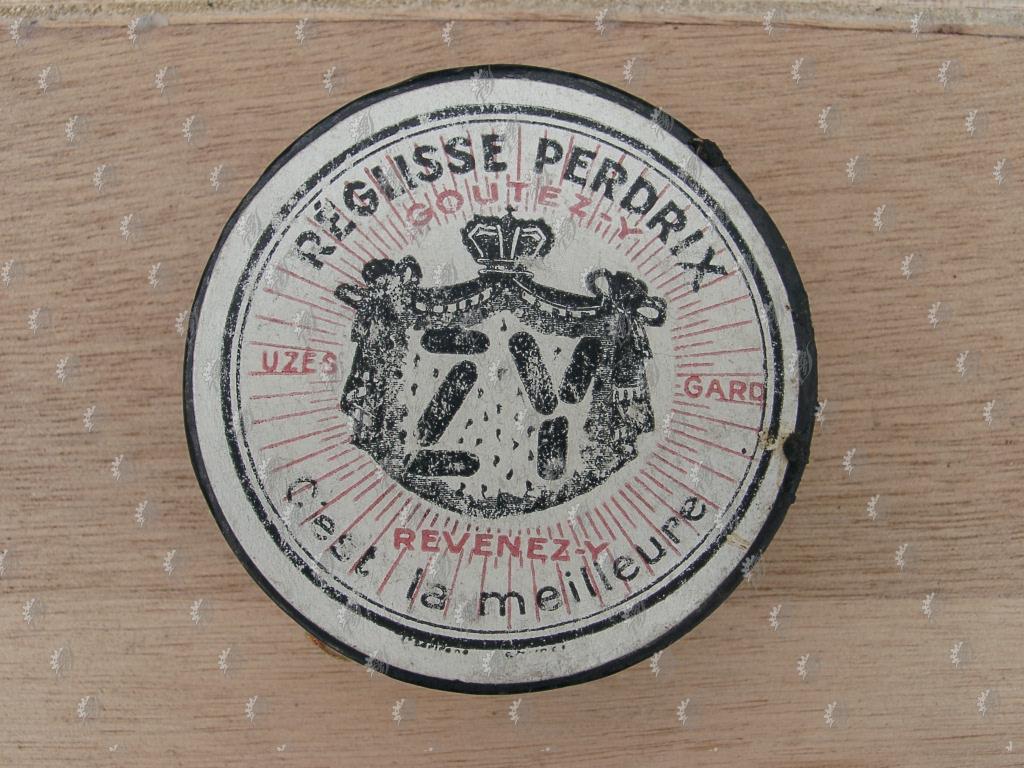 RÉGLISSE PERDRIX
GOUTEZ-Y
ZY
UZES
GARD
REVENEZ-Y
C'est la meilleure